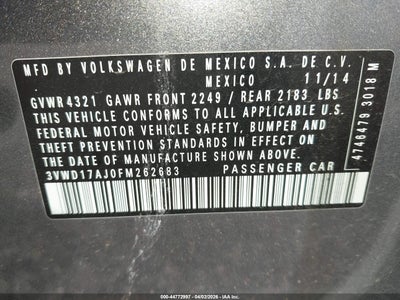 MFD BY VOLKSWAGEN DE MEXICO S.A. DE C.V.
MEXICO 11/14
GVWR 4321 GAWR FRONT 2249 / REAR 2183 LBS
THIS VEHICLE CONFORMS TO ALL APPLICABLE U.S.
FEDERAL MOTOR VEHICLE SAFETY, BUMPER AND
THEFT PREVENTION STANDARDS IN EFFECT ON THE
DATE OF MANUFACTURE SHOWN ABOVE.
3VWD17AJ0FM262683 PASSENGER CAR
4746479 3018 M
000-44772997 - 04/02/2026 - IAA Inc.